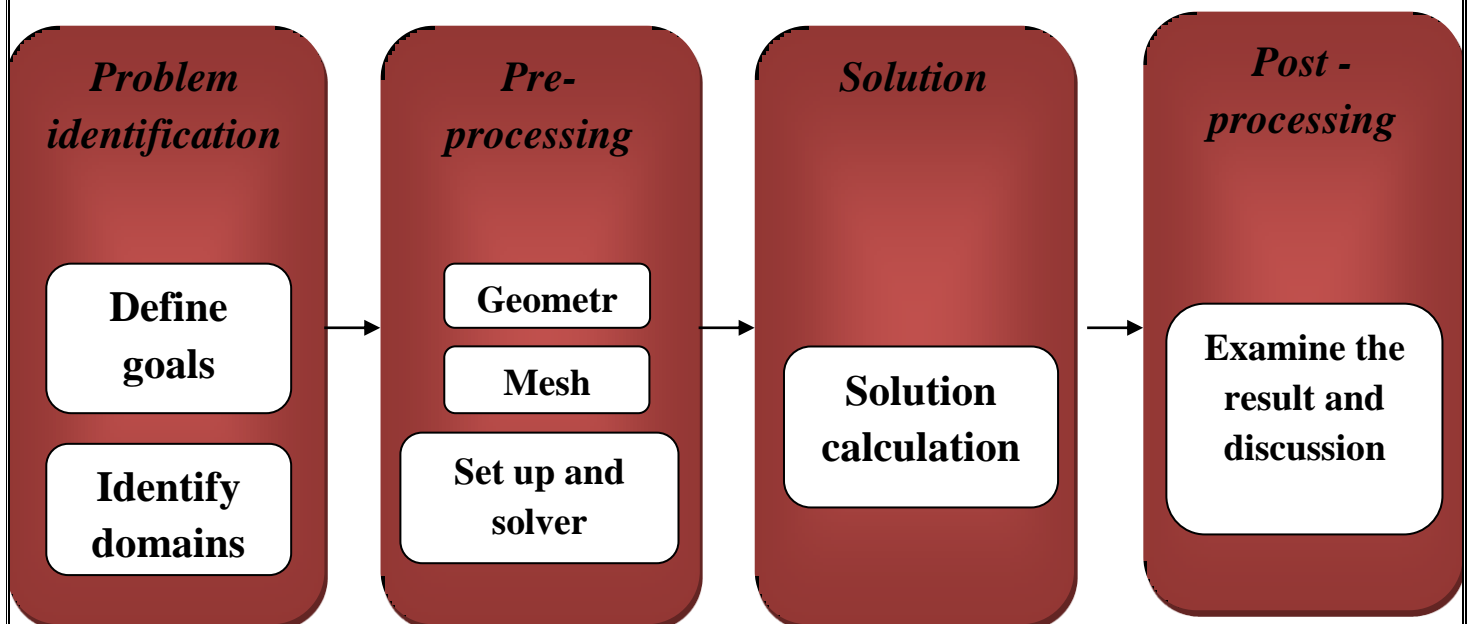 Problem
identification
Define
goals
Identify
domains
Pre-
processing
Geometr
Mesh
Set up and
solver
Solution
Solution
calculation
Post -
processing
Examine the
result and
discussion